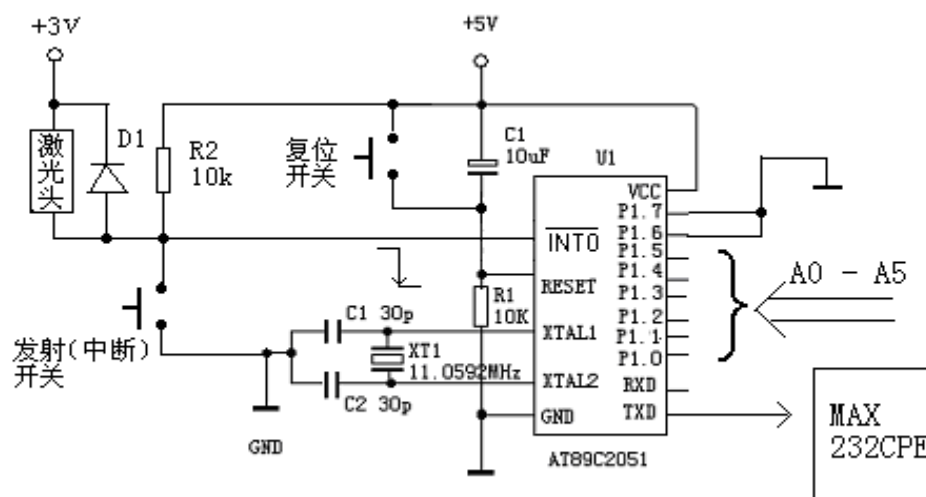 +3V
+5V
激光头
D1
R2
10k
复位
开关
C1
10uF
U1
VCC
P1.7
P1.6
P1.5
P1.4
P1.3
P1.2
P1.1
P1.0
RXD
TXD
INT0
RESET
XTAL1
XTAL2
GND
AT89C2051
A0 - A5
R1
10K
C1 30p
XT1
11.0592MHz
C2 30p
发射(中断)
开关
GND
MAX
232CPE